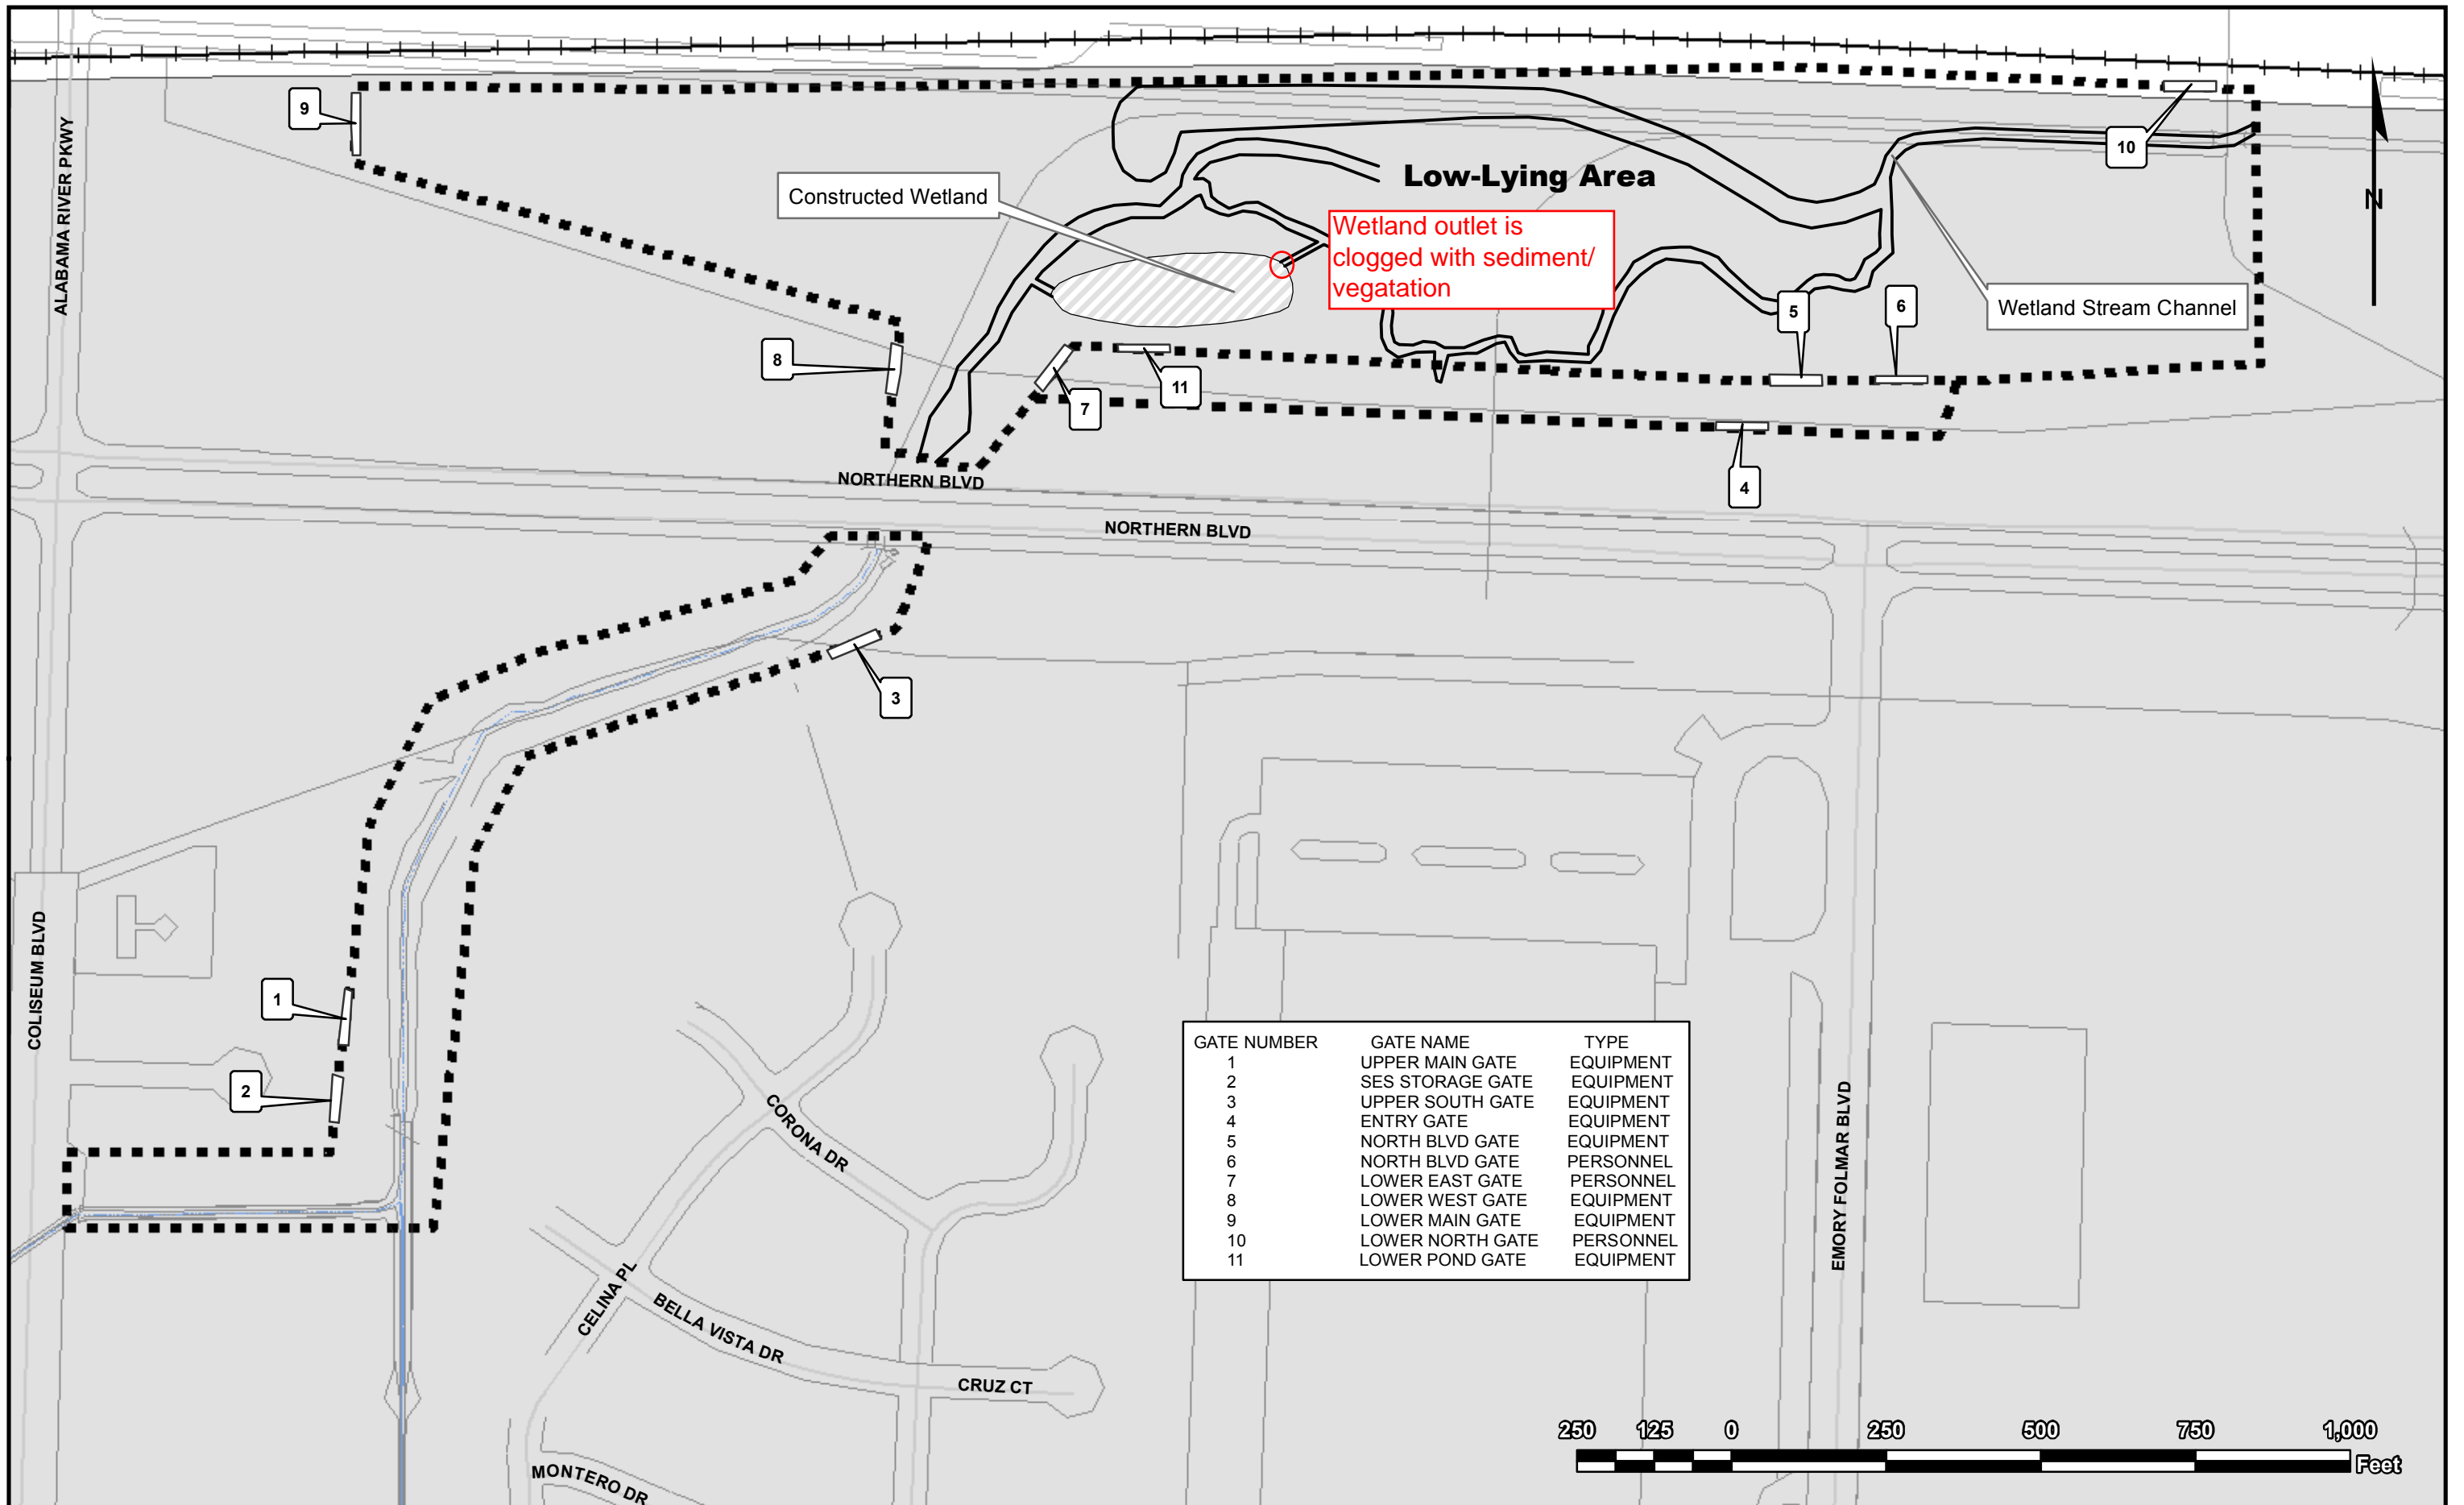 9
ALABAMA RIVER PKWY
Constructed Wetland
Low-Lying Area
10
N
Wetland outlet is
clogged with sediment/
vegatation
Wetland Stream Channel
5
6
8
11
7
4
NORTHERN BLVD
NORTHERN BLVD
3
COLISEUM BLVD
1
2
GATE NUMBER GATE NAME TYPE
1 UPPER MAIN GATE EQUIPMENT
2 SES STORAGE GATE EQUIPMENT
3 UPPER SOUTH GATE EQUIPMENT
4 ENTRY GATE EQUIPMENT
5 NORTH BLVD GATE EQUIPMENT
6 NORTH BLVD GATE PERSONNEL
7 LOWER EAST GATE PERSONNEL
8 LOWER WEST GATE EQUIPMENT
9 LOWER MAIN GATE EQUIPMENT
10 LOWER NORTH GATE PERSONNEL
11 LOWER POND GATE EQUIPMENT
CORONA DR
EMORY FOLMAR BLVD
CELINA PL
BELLA VISTA DR
CRUZ CT
MONTERO DR
250 125 0 250 500 750 1,000
Feet